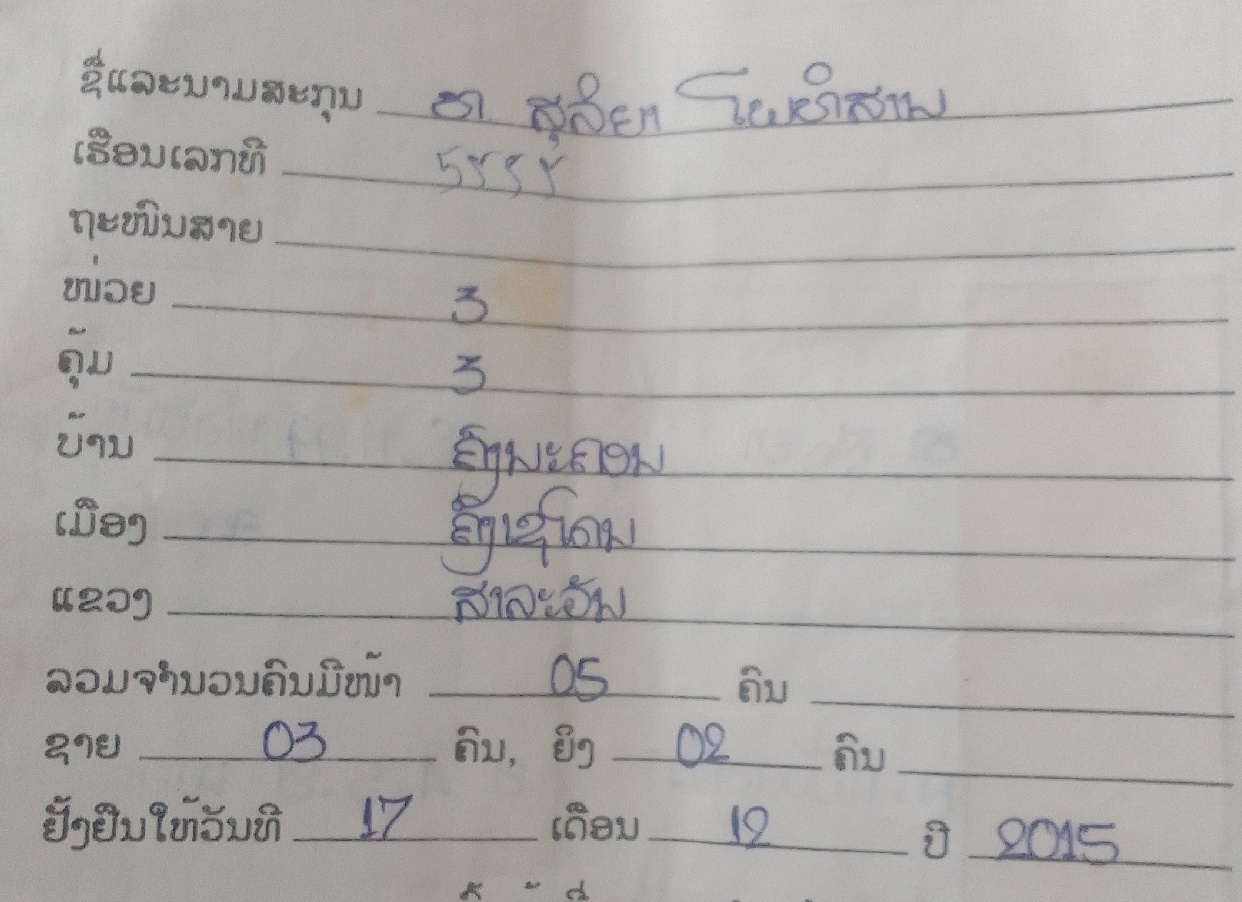 ຊື່ແລະນາມສະກຸນ ທ ສຸລິຍາ ໂພທິສານ
ເຮືອນເລກທີ
ຖະໜົນສາຍ
ໜ່ວຍ 3
ຄຸ້ມ 3
ບ້ານ ຄົງພະຄອນ
ເມືອງ ຄົງເຊໂດນ
ແຂວງ ສາລະວັນ
ລວມຈຳນວນຄົນມີໜ້າ 05 ຄົນ
ຊາຍ 03 ຄົນ, ຍິງ 02 ຄົນ
ຢັ້ງຢືນໃຫ້ວັນທີ 17 ເດືອນ 12 ປີ 2015